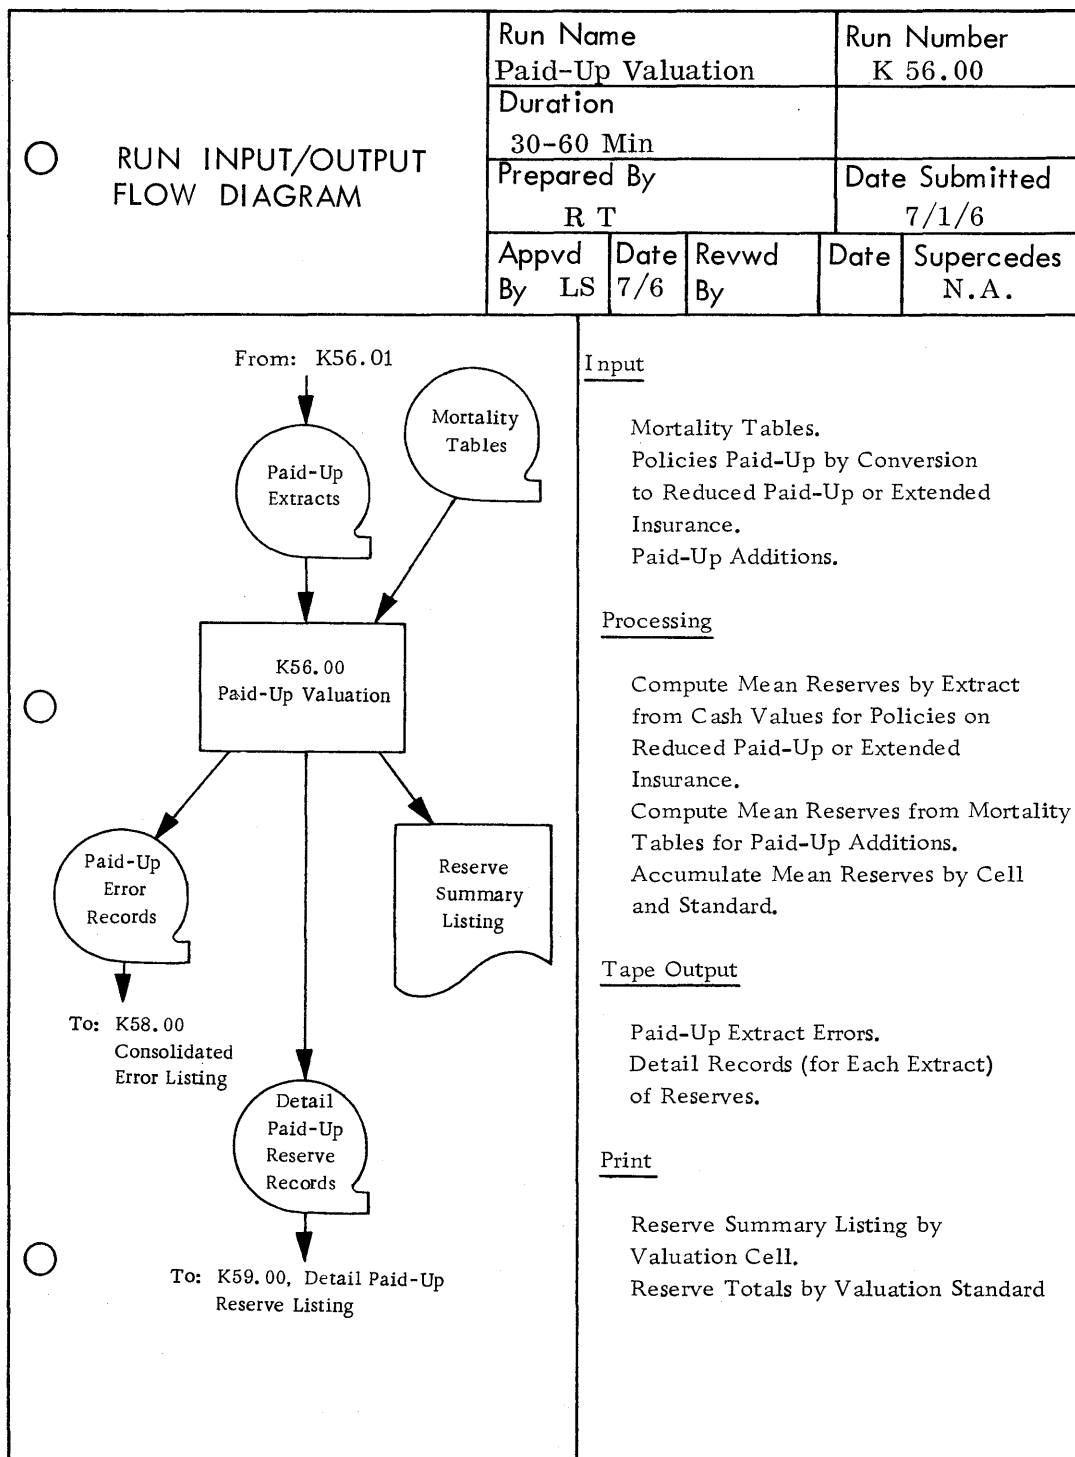 RUN INPUT/OUTPUT
FLOW DIAGRAM
Run Name
Paid-Up Valuation
Run Number
K 56.00
Duration
30-60 Min
Prepared By
R T
Date Submitted
7/1/6
Appvd
By LS
Date
7/6
Revwd
By
Date
Supercedes
N.A.
From: K56.01
Paid-Up
Extracts
Mortality
Tables
K56.00
Paid-Up Valuation
Paid-Up
Error
Records
Reserve
Summary
Listing
To: K58.00
Consolidated
Error Listing
Detail
Paid-Up
Reserve
Records
To: K59.00, Detail Paid-Up
Reserve Listing
Input
Mortality Tables.
Policies Paid-Up by Conversion
to Reduced Paid-Up or Extended
Insurance.
Paid-Up Additions.
Processing
Compute Mean Reserves by Extract
from Cash Values for Policies on
Reduced Paid-Up or Extended
Insurance.
Compute Mean Reserves from Mortality
Tables for Paid-Up Additions.
Accumulate Mean Reserves by Cell
and Standard.
Tape Output
Paid-Up Extract Errors.
Detail Records (for Each Extract)
of Reserves.
Print
Reserve Summary Listing by
Valuation Cell.
Reserve Totals by Valuation Standard